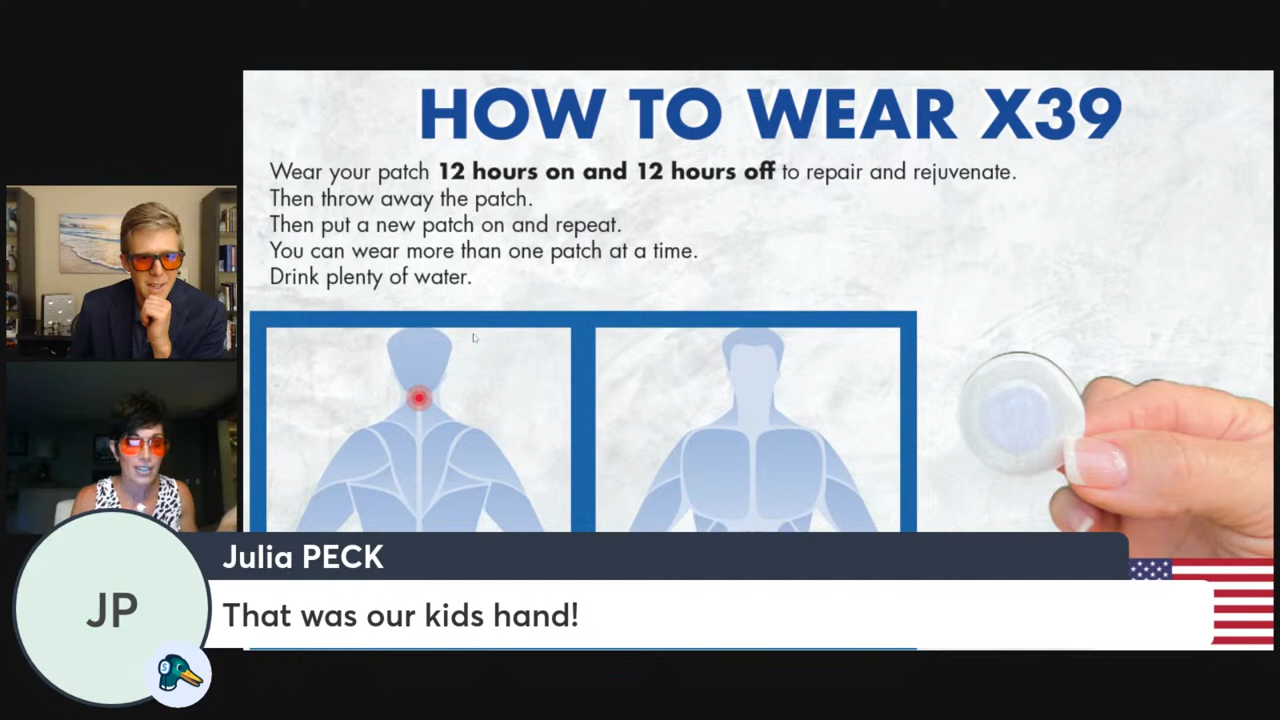 HOW TO WEAR X39
Wear your patch 12 hours on and 12 hours off to repair and rejuvenate.
Then throw away the patch.
Then put a new patch on and repeat.
You can wear more than one patch at a time.
Drink plenty of water.
Julia PECK
JP
That was our kids hand!
S